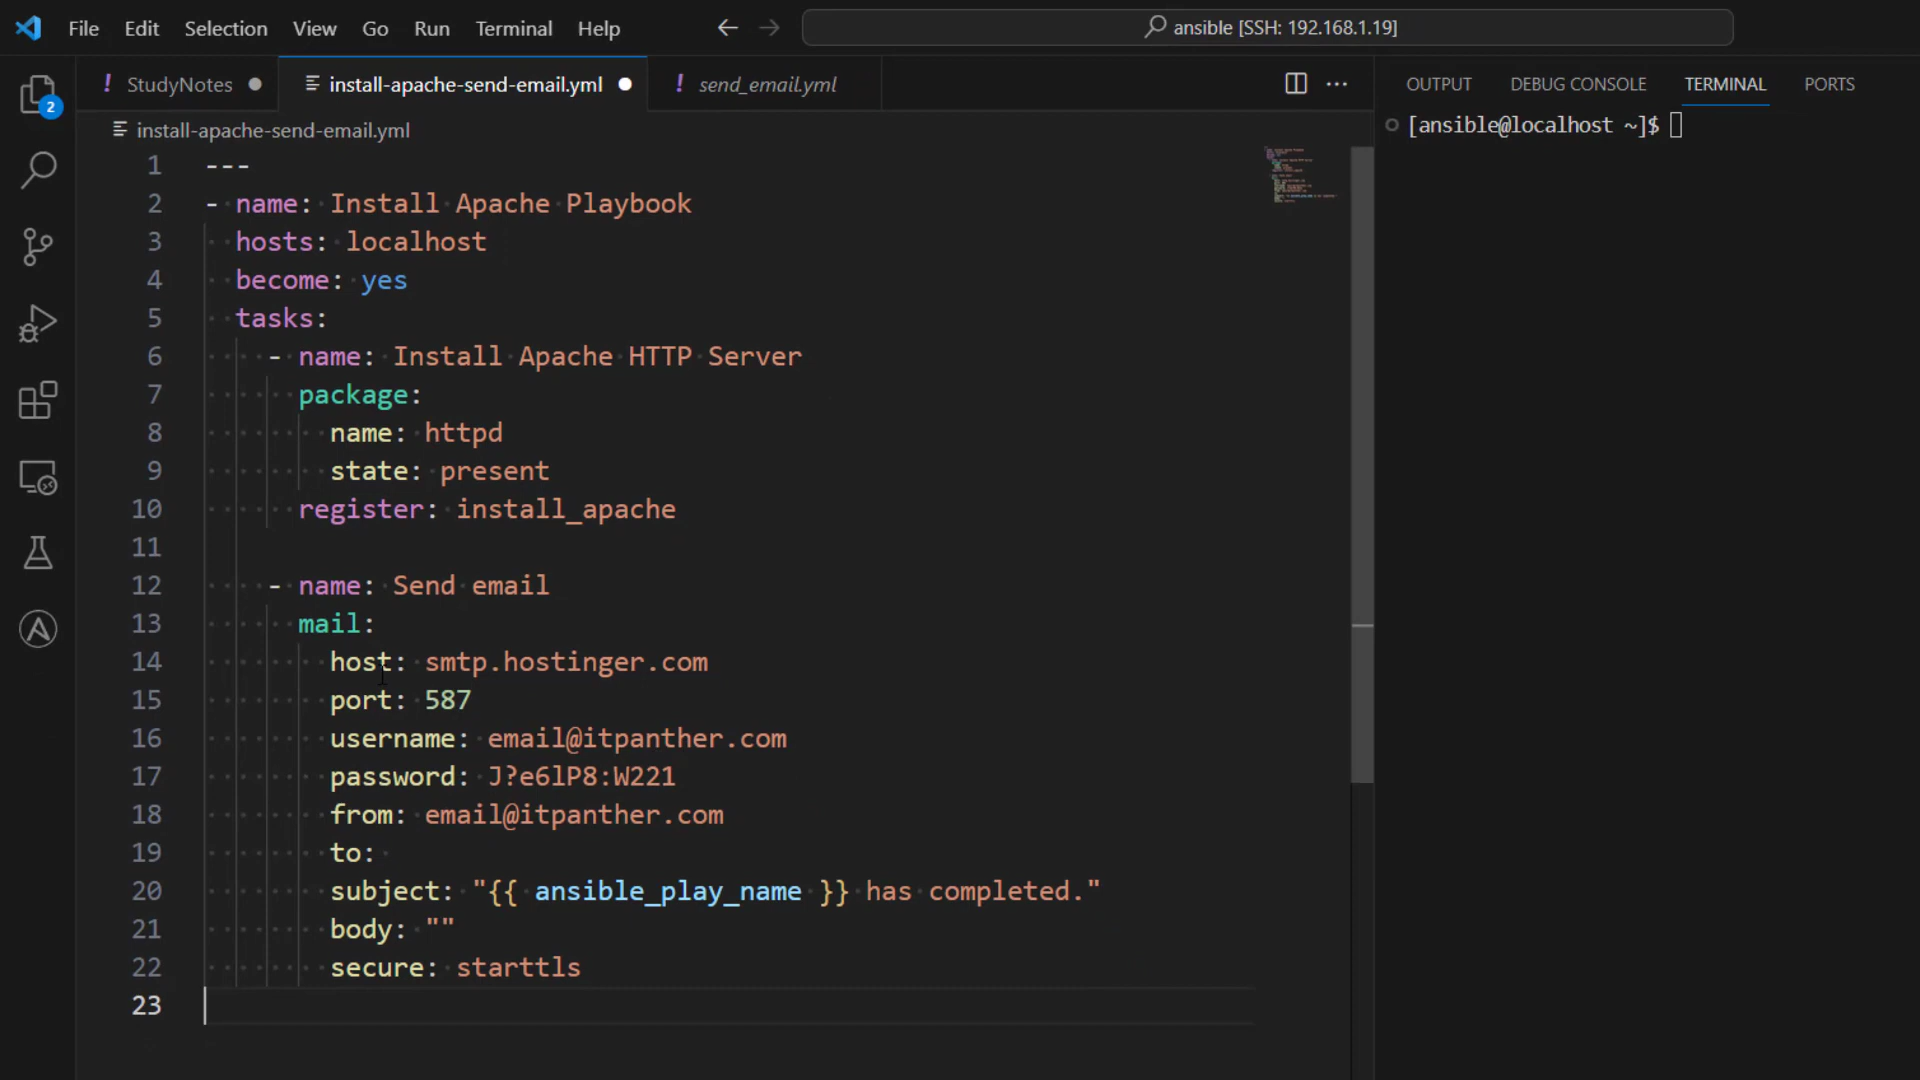 File Edit Selection View Go Run Terminal Help ansible [SSH: 192.168.1.19]
StudyNotes install-apache-send-email.yml send_email.yml OUTPUT DEBUG CONSOLE TERMINAL PORTS
2
install-apache-send-email.yml
[ansible@localhost ~]$
1 ---
2 - name: Install Apache Playbook
3 hosts: localhost
4 become: yes
5 tasks:
6 - name: Install Apache HTTP Server
7 package:
8 name: httpd
9 state: present
10 register: install_apache
11
12 - name: Send email
13 mail:
14 host: smtp.hostinger.com
15 port: 587
16 username: email@itpanther.com
17 password: J?e6lP8:W221
18 from: email@itpanther.com
19 to:
20 subject: "{{ ansible_play_name }} has completed."
21 body: ""
22 secure: starttls
23